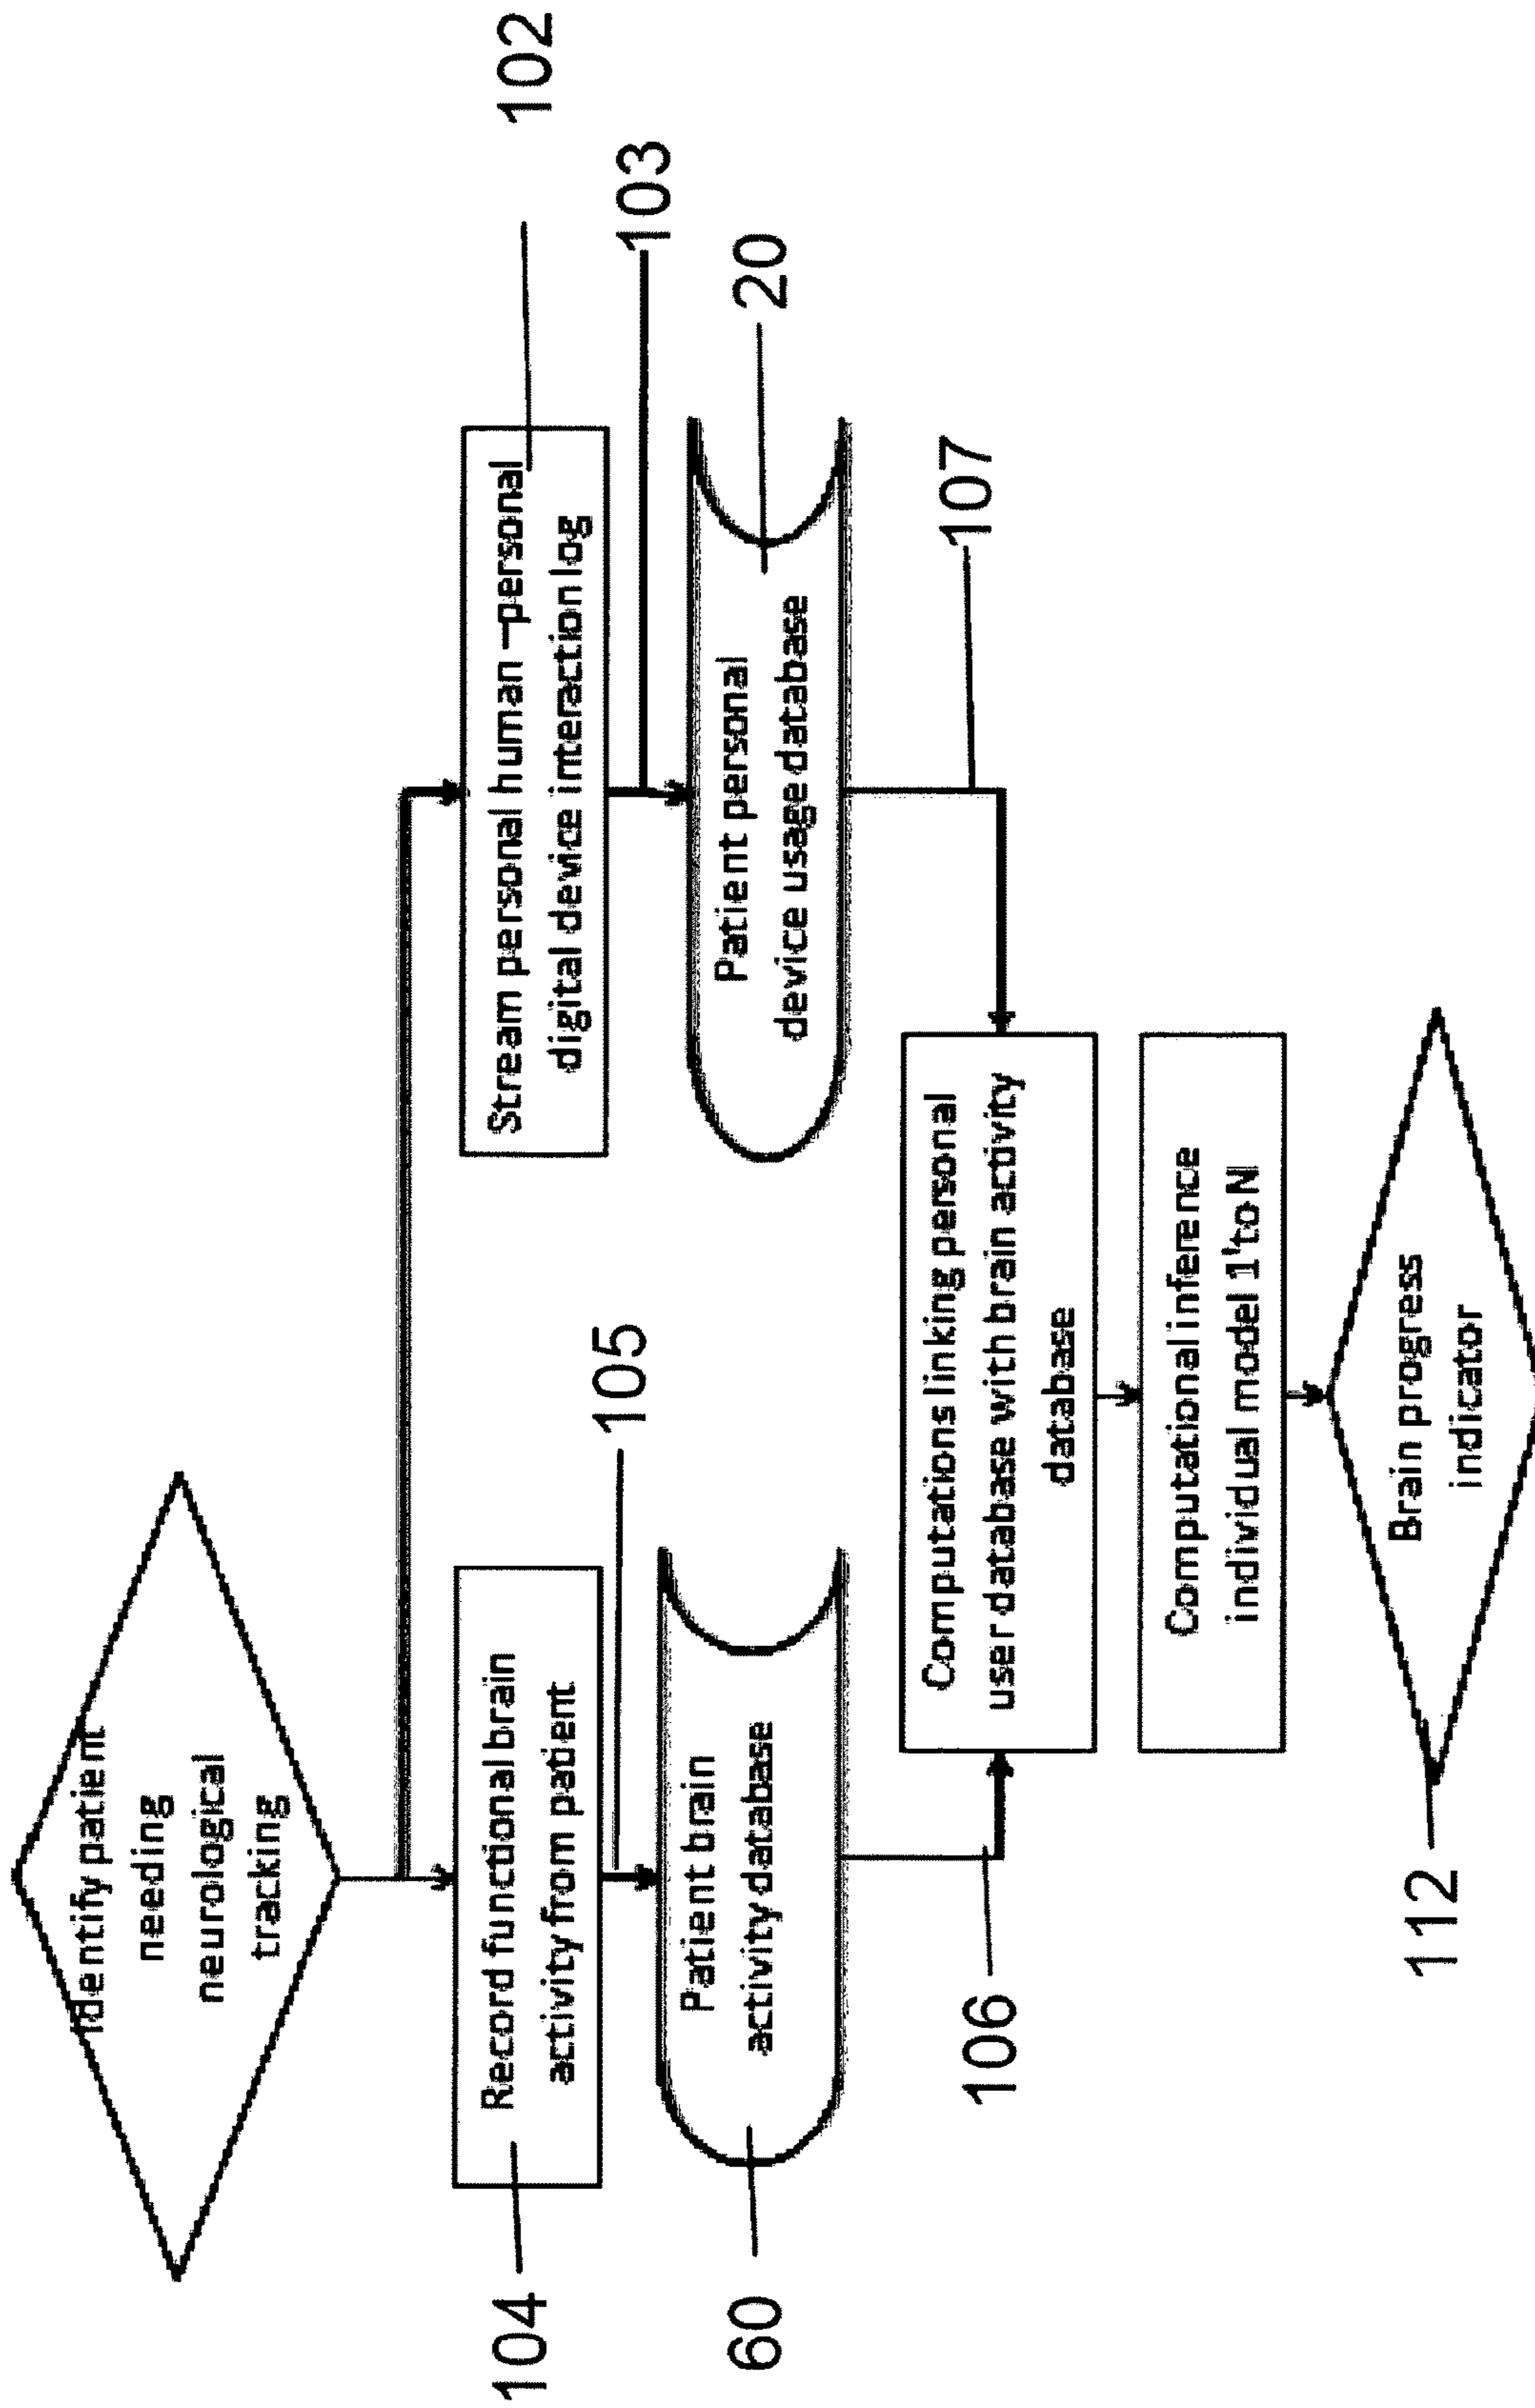 Identify patient
needing
neurological
tracking
Record functional brain
activity from patient
104
105
Stream personal human –personal
digital device interaction log
102
103
Patient brain
activity database
60
Patient personal
device usage database
20
106
107
Computations linking personal
user database with brain activity
database
Computational inference
individual model 1'to N
Brain progress
indicator
112